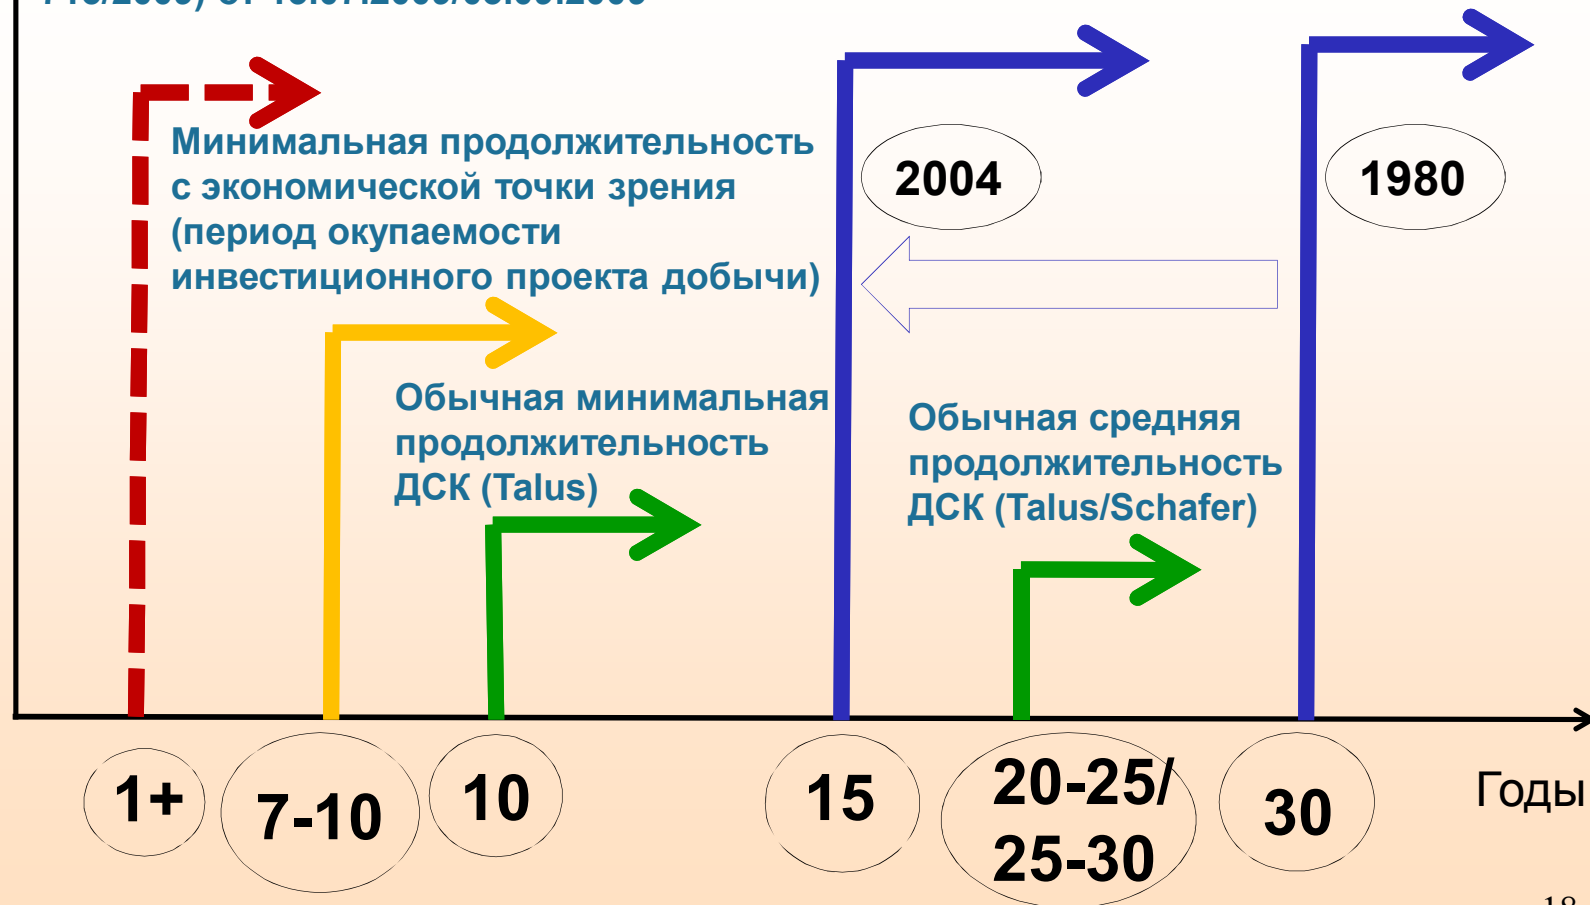 Минимальная продолжительность
с экономической точки зрения
(период окупаемости
инвестиционного проекта добычи)
2004
1980
Обычная минимальная
продолжительность
ДСК (Talus)
Обычная средняя
продолжительность
ДСК (Talus/Schafer)
1+
7-10
10
15
20-25/
25-30
30
Годы